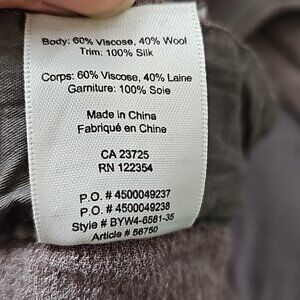 Body: 60% Viscose, 40% Wool
Trim: 100% Silk
Corps: 60% Viscose, 40% Laine
Garniture: 100% Soie
Made in China
Fabriqué en Chine
CA 23725
RN 122354
P.O. # 4500049237
P.O. # 4500049238
Style # BYW4-6581-35
Article # 56750